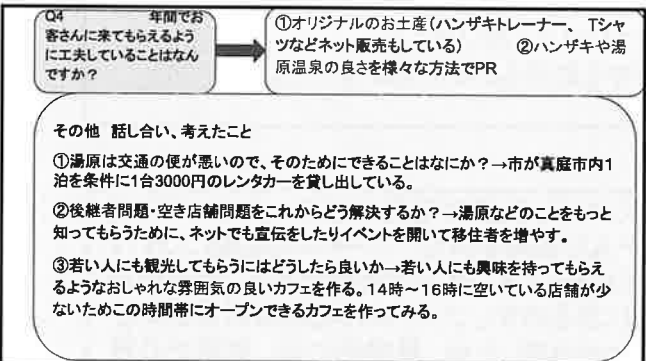 Q4　　　　年間でお
客さんに来てもらえるよう
に工夫していることはなん
ですか？
①オリジナルのお土産(ハンザキトレーナー、 Tシャ
ツなどネット販売もしている)　　　②ハンザキや湯
原温泉の良さを様々な方法でPR
その他 話し合い、考えたこと
①湯原は交通の便が悪いので、そのためにできることはなにか？→市が真庭市内1
泊を条件に1台3000円のレンタカーを貸し出している。
②後継者問題・空き店舗問題をこれからどう解決するか？→湯原などのことをもっと
知ってもらうために、ネットでも宣伝をしたりイベントを開いて移住者を増やす。
③若い人にも観光してもらうにはどうしたら良いか→若い人にも興味を持ってもらえ
るようなおしゃれな雰囲気の良いカフェを作る。14時～16時に空いている店舗が少
ないためこの時間帯にオープンできるカフェを作ってみる。